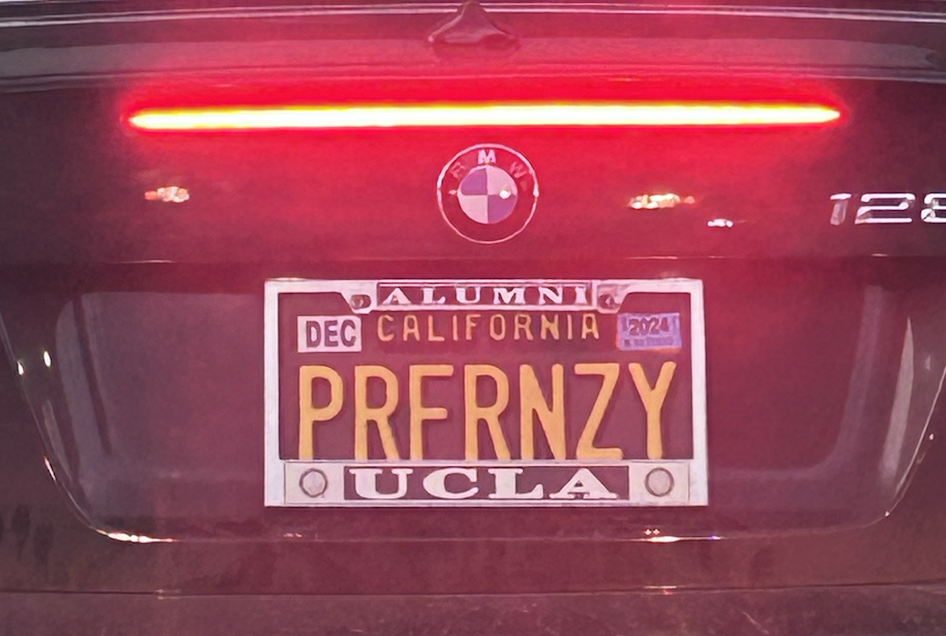 BMW
128
ALUMNI
DEC CALIFORNIA 2024
PRFRNZY
UCLA